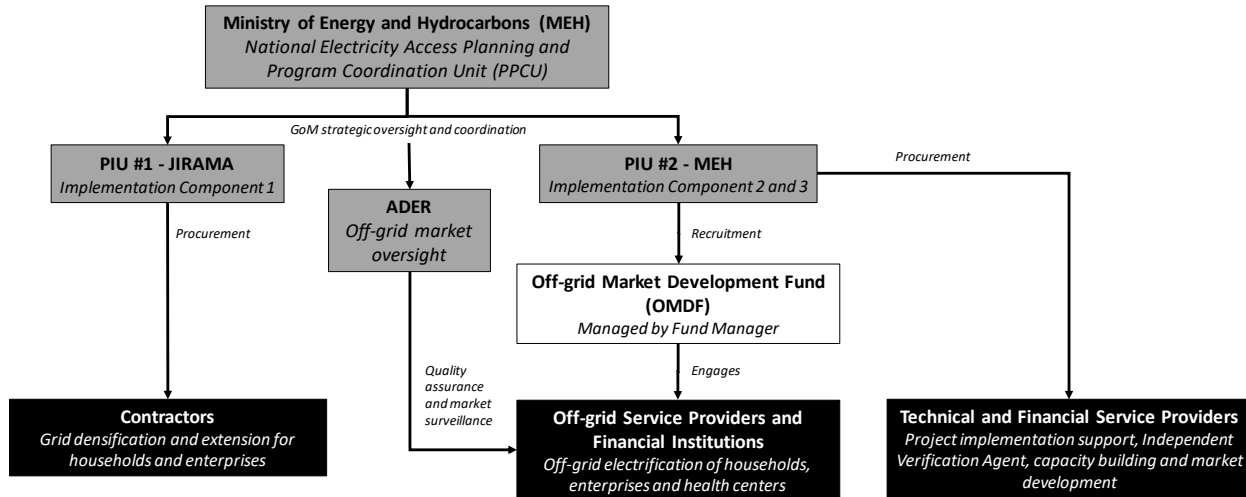 Ministry of Energy and Hydrocarbons (MEH)
National Electricity Access Planning and
Program Coordination Unit (PPCU)
GoM strategic oversight and coordination
PIU #1 - JIRAMA
Implementation Component 1
PIU #2 - MEH
Implementation Component 2 and 3
Procurement
ADER
Off-grid market
oversight
Procurement
Recruitment
Off-grid Market Development Fund
(OMDF)
Managed by Fund Manager
Quality
assurance
and market
surveillance
Engages
Contractors
Grid densification and extension for
households and enterprises
Off-grid Service Providers and
Financial Institutions
Off-grid electrification of households,
enterprises and health centers
Technical and Financial Service Providers
Project implementation support, Independent
Verification Agent, capacity building and market
development